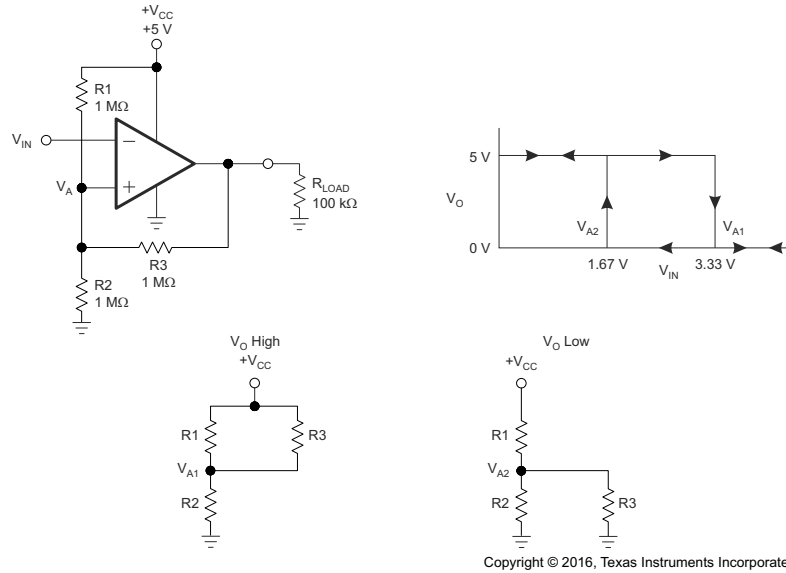 +VCC
+5 V
R1
1 MΩ
VIN
VA
RLOAD
100 kΩ
R3
1 MΩ
R2
1 MΩ
5 V
VO
VA2
VA1
0 V
1.67 V
VIN
3.33 V
VO High
+VCC
R1
R3
VA1
R2
VO Low
+VCC
R1
VA2
R2
R3
Copyright © 2016, Texas Instruments Incorporate